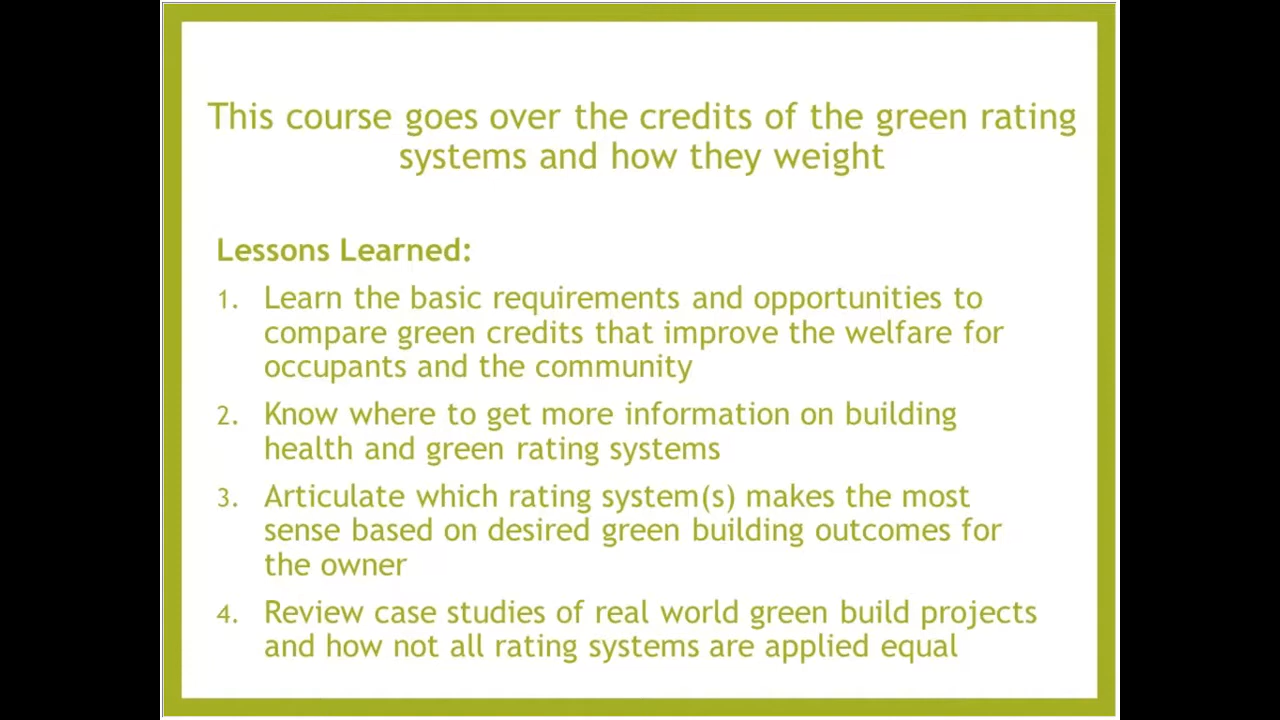 This course goes over the credits of the green rating
systems and how they weight
Lessons Learned:
1. Learn the basic requirements and opportunities to
compare green credits that improve the welfare for
occupants and the community
2. Know where to get more information on building
health and green rating systems
3. Articulate which rating system(s) makes the most
sense based on desired green building outcomes for
the owner
4. Review case studies of real world green build projects
and how not all rating systems are applied equal